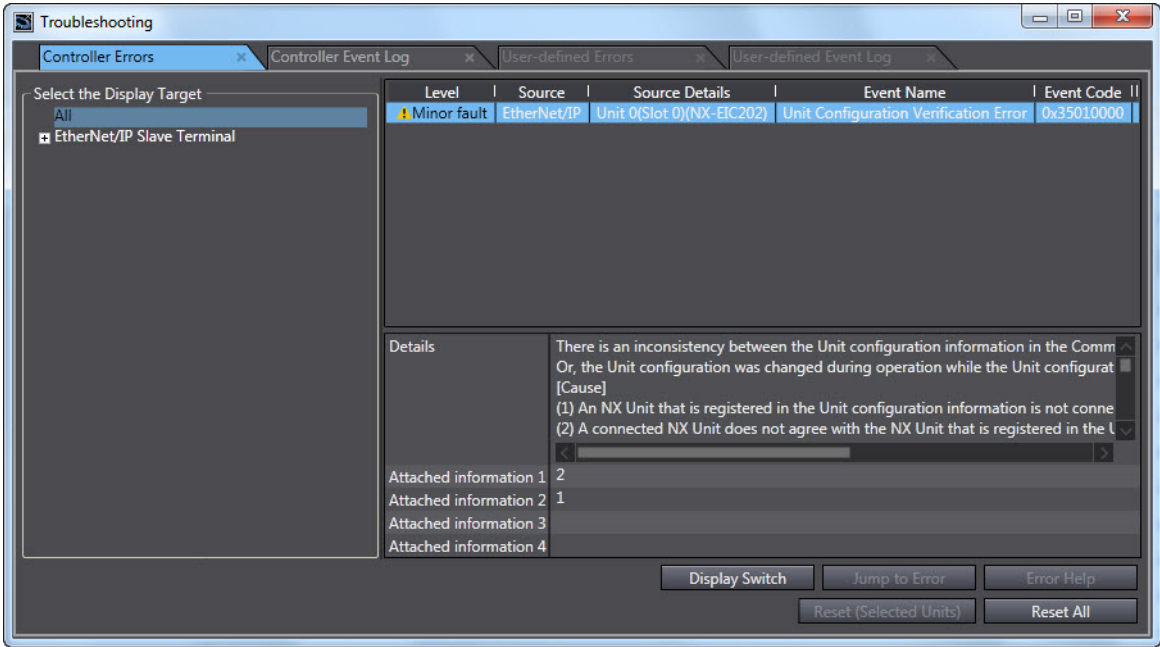 Troubleshooting
Controller Errors
Controller Event Log
User-defined Errors
User-defined Event Log
Select the Display Target
All
EtherNet/IP Slave Terminal
Level Source Source Details Event Name Event Code
Minor fault EtherNet/IP Unit 0(Slot 0)(NX-EIC202) Unit Configuration Verification Error 0x35010000
Details
There is an inconsistency between the Unit configuration information in the Comm
Or, the Unit configuration was changed during operation while the Unit configurat
[Cause]
(1) An NX Unit that is registered in the Unit configuration information is not conne
(2) A connected NX Unit does not agree with the NX Unit that is registered in the U
Attached information 1 2
Attached information 2 1
Attached information 3
Attached information 4
Display Switch Jump to Error Error Help
Reset (Selected Units) Reset All